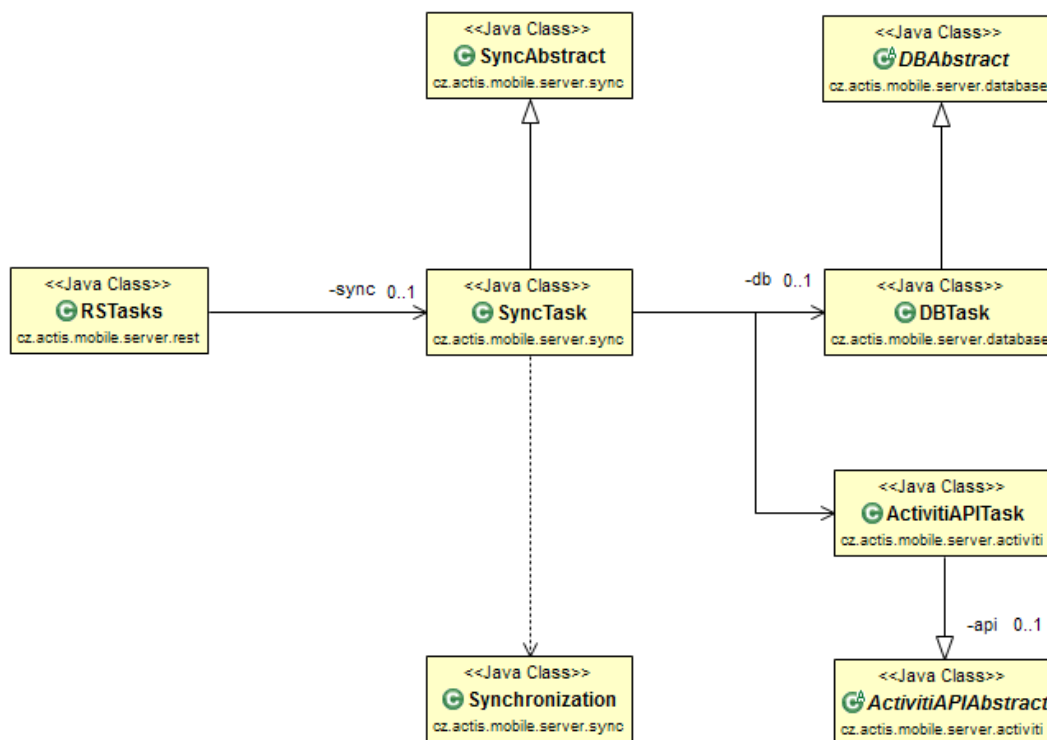 <<Java Class>>
SyncAbstract
cz.actis.mobile.server.sync
<<Java Class>>
DBAbstract
cz.actis.mobile.server.database
<<Java Class>>
RSTasks
cz.actis.mobile.server.rest
-sync 0..1
<<Java Class>>
SyncTask
cz.actis.mobile.server.sync
-db 0..1
<<Java Class>>
DBTask
cz.actis.mobile.server.database
<<Java Class>>
ActivitiAPITask
cz.actis.mobile.server.activiti
-api 0..1
<<Java Class>>
Synchronization
cz.actis.mobile.server.sync
<<Java Class>>
ActivitiAPIAbstract
cz.actis.mobile.server.activiti